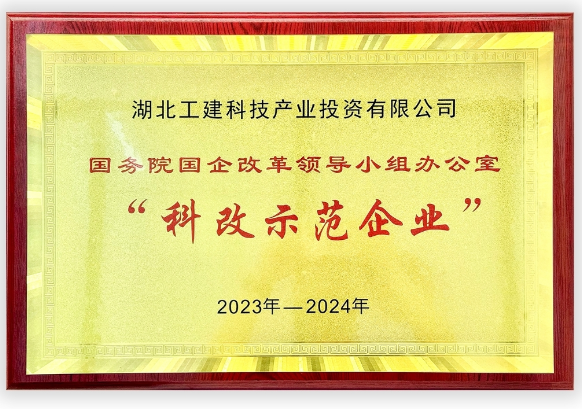 湖北工建科技产业投资有限公司
国务院国企改革领导小组办公室
“科改示范企业”
2023年—2024年